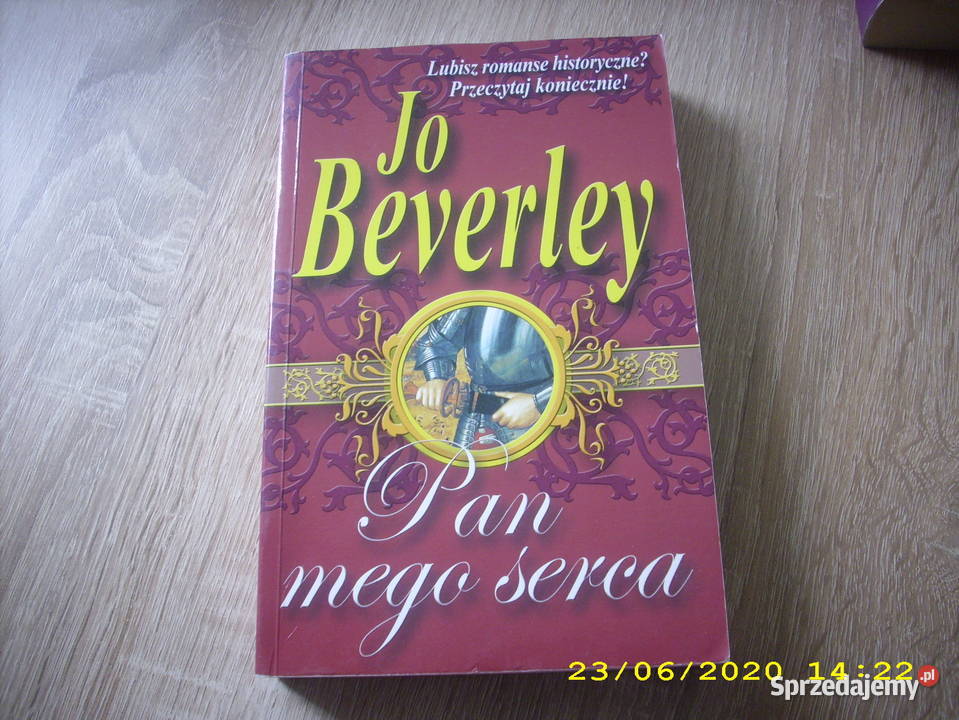 Lubisz romanse historyczne?
Przeczytaj koniecznie!
Jo
Beverley
Pan
mego serca
23/06/2020 14:22
Sprzedajemy.pl